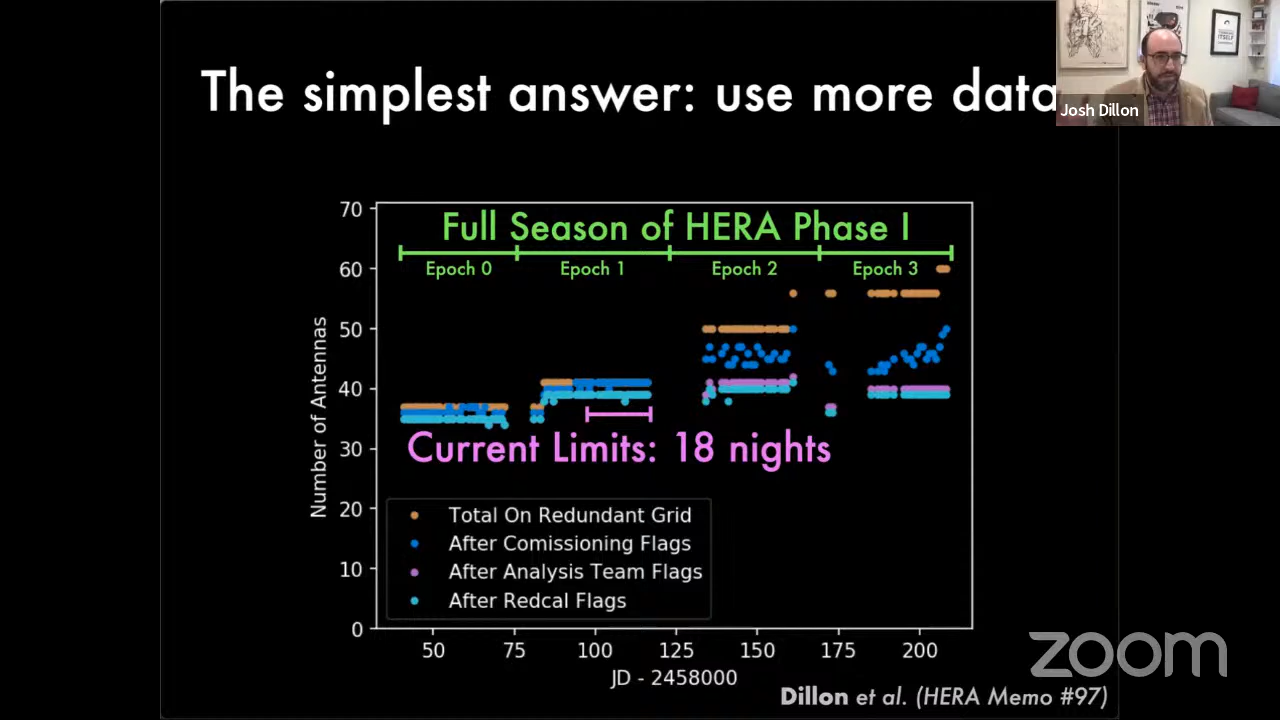 The simplest answer: use more data
Josh Dillon
Full Season of HERA Phase I
Epoch 0
Epoch 1
Epoch 2
Epoch 3
70
60
50
40
30
20
10
0
Number of Antennas
Current Limits: 18 nights
Total On Redundant Grid
After Comissioning Flags
After Analysis Team Flags
After Redcal Flags
50
75
100
125
150
175
200
JD - 2458000
zoom
Dillon et al. (HERA Memo #97)